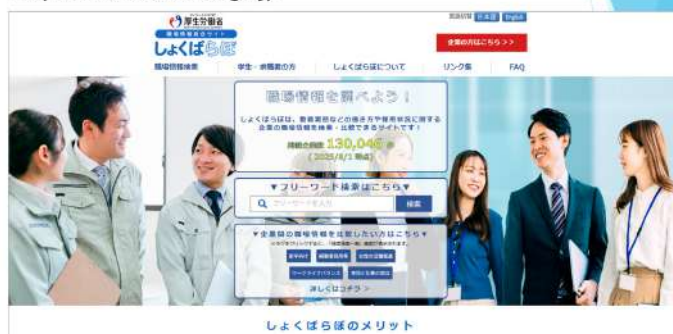 厚生労働省
職場情報総合サイト
しょくばらぼ
日本語 English
企業の方はこちら >>
職場情報検索 学生・求職者の方 しょくばらぼについて リンク集 FAQ
職場情報を調べよう！
しょくばらぼは、勤務実態などの働き方や採用状況に関する
企業の職場情報を検索・比較できるサイトです！
掲載企業数 130,046 件
(2025/8/1 時点)
▼フリーワード検索はこちら▼
フリーワードを入力 検索
▼企業間の職場情報を比較したい方はこちら▼
ワークライフバランス
詳しくはコチラ ＞
しょくばらぼのメリット